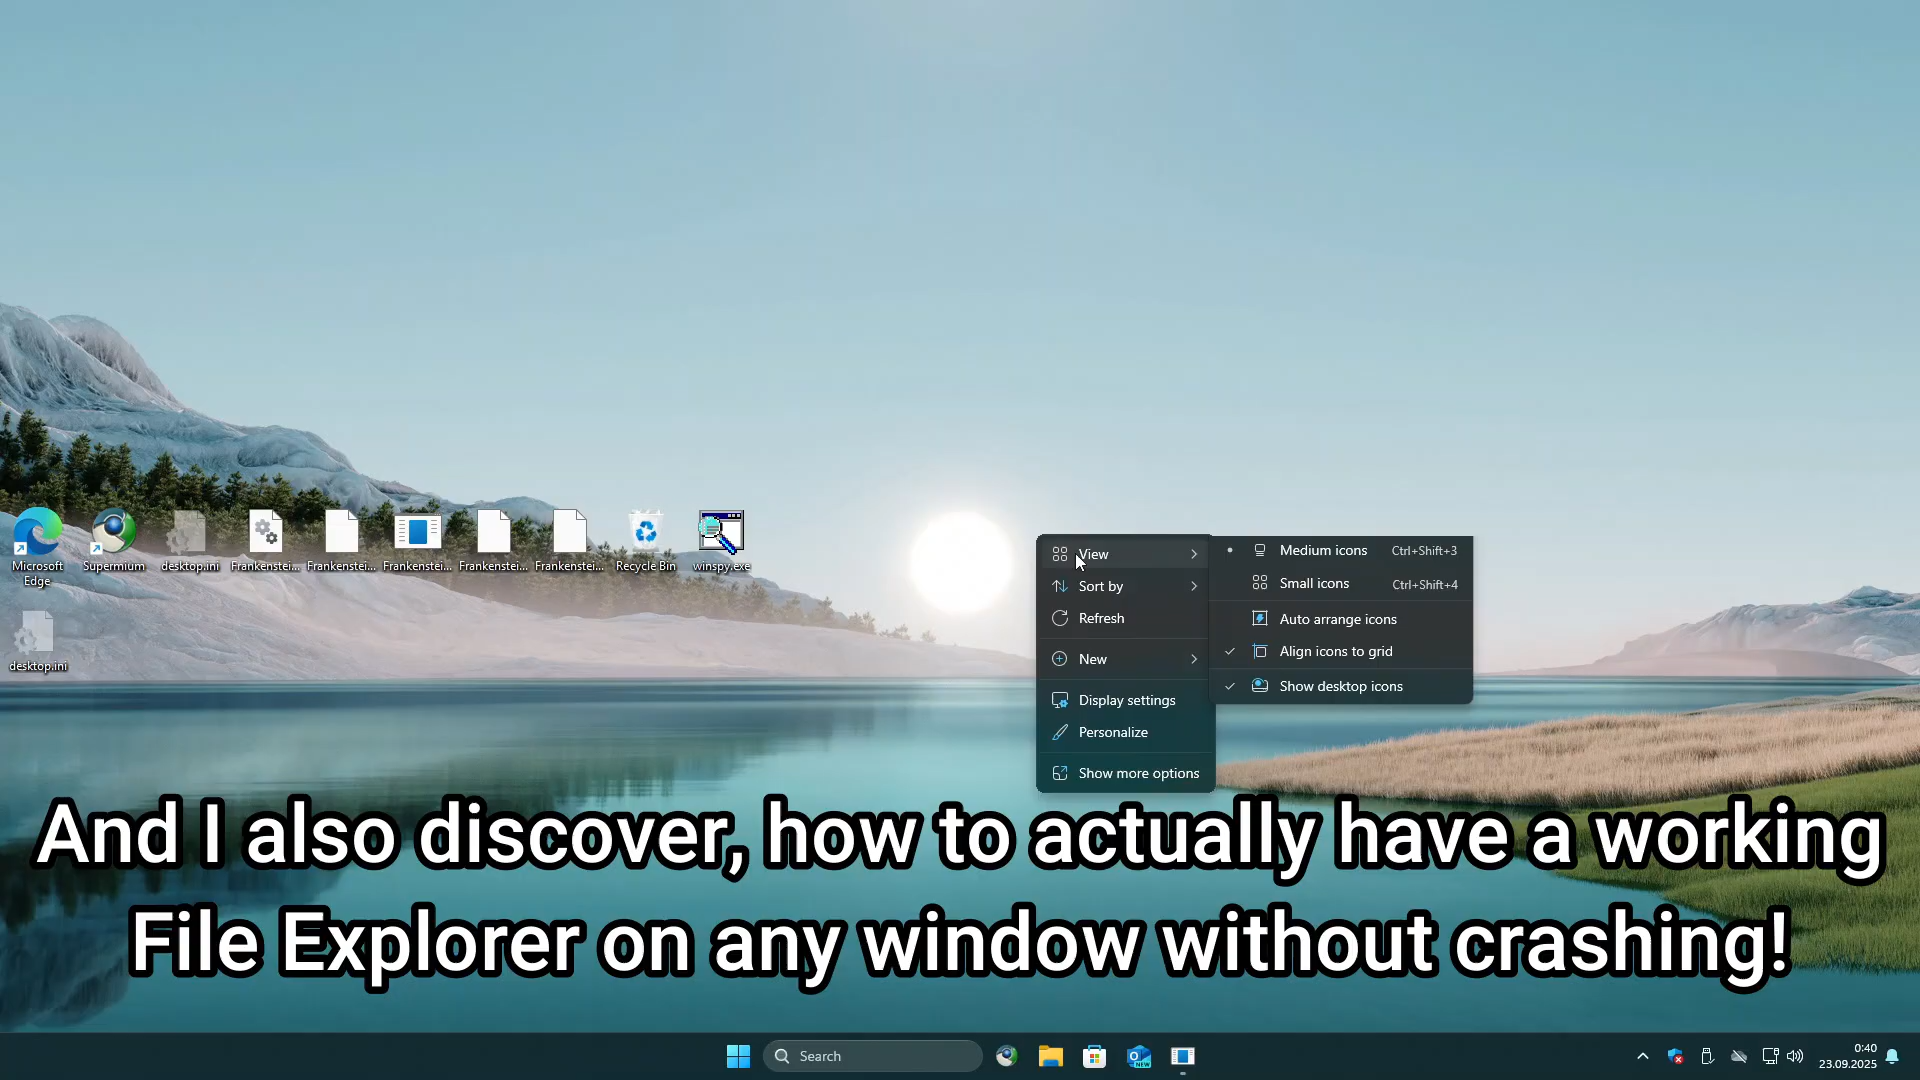 Microsoft
Edge
Supermium
desktop.ini
Frankenstei...
Frankenstei...
Frankenstei...
Frankenstei...
Frankenstei...
Recycle Bin
winspy.exe
desktop.ini
View
Sort by
Refresh
New
Display settings
Personalize
Show more options
Medium icons Ctrl+Shift+3
Small icons Ctrl+Shift+4
Auto arrange icons
Align icons to grid
Show desktop icons
And I also discover, how to actually have a working
File Explorer on any window without crashing!
Search
NEW
0:40
23.09.2025